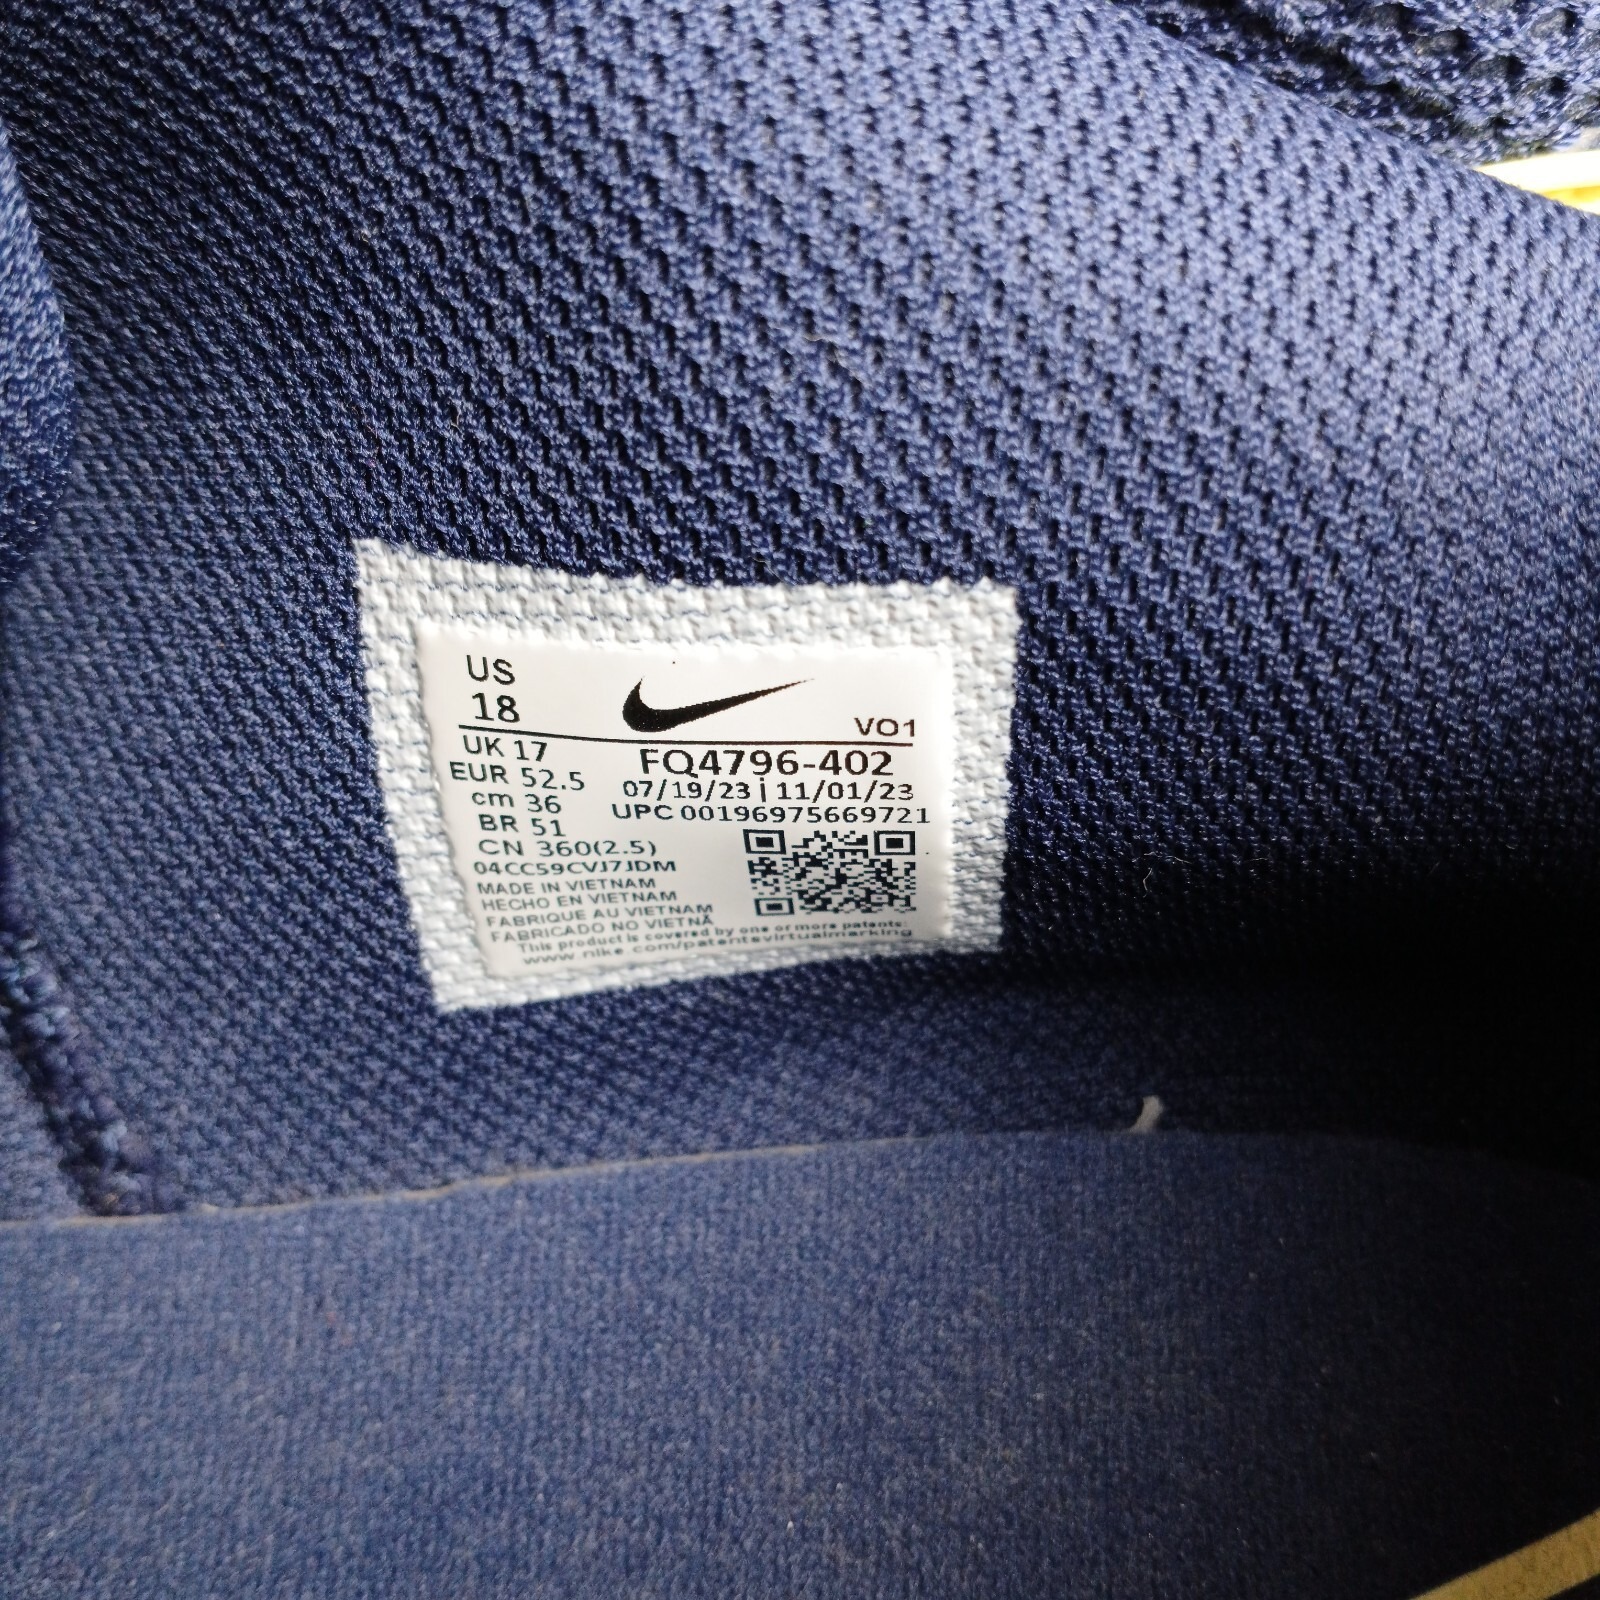 US
18
VO1
UK 17
EUR 52.5
cm 36
BR 51
CN 360(2.5)
FQ4796-402
07/19/23 | 11/01/23
UPC 00196975669721
04CC59CVJ7JDM
MADE IN VIETNAM
HECHO EN VIETNAM
FABRIQUE AU VIETNAM
FABRICADO NO VIETNÃ
This product is covered by one or more patents:
www.nike.com/patentsvirtualmarking